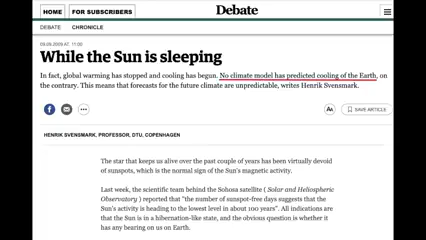 HOME
FOR SUBSCRIBERS
Debate
DEBATE
CHRONICLE
09.09.2009 AT. 11:00
While the Sun is sleeping
In fact, global warming has stopped and cooling has begun. No climate model has predicted cooling of the Earth, on
the contrary. This means that forecasts for the future climate are unpredictable, writes Henrik Svensmark.
AA
SAVE ARTICLE
HENRIK SVENSMARK, PROFESSOR, DTU, COPENHAGEN
The star that keeps us alive over the past couple of years has been virtually devoid
of sunspots, which is the normal sign of the Sun's magnetic activity.
Last week, the scientific team behind the Sohosa satellite ( Solar and Heliospheric
Observatory ) reported that "the number of sunspot-free days suggests that the
Sun's activity is heading to the lowest level in about 100 years". All indications are
that the Sun is in a hibernation-like state, and the obvious question is whether it
has any bearing on us on Earth.